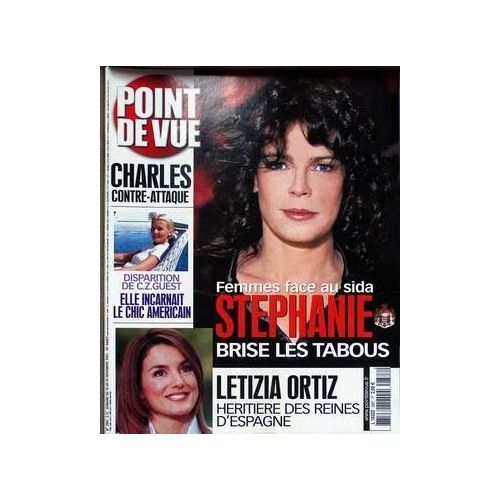 POINT
DE VUE
CHARLES
CONTRE-ATTAQUE
DISPARITION
DE C.Z. GUEST
ELLE INCARNAIT
LE CHIC AMERICAIN
Femmes face au sida
STEPHANIE
BRISE LES TABOUS
LETIZIA ORTIZ
HERITIERE DES REINES
D'ESPAGNE